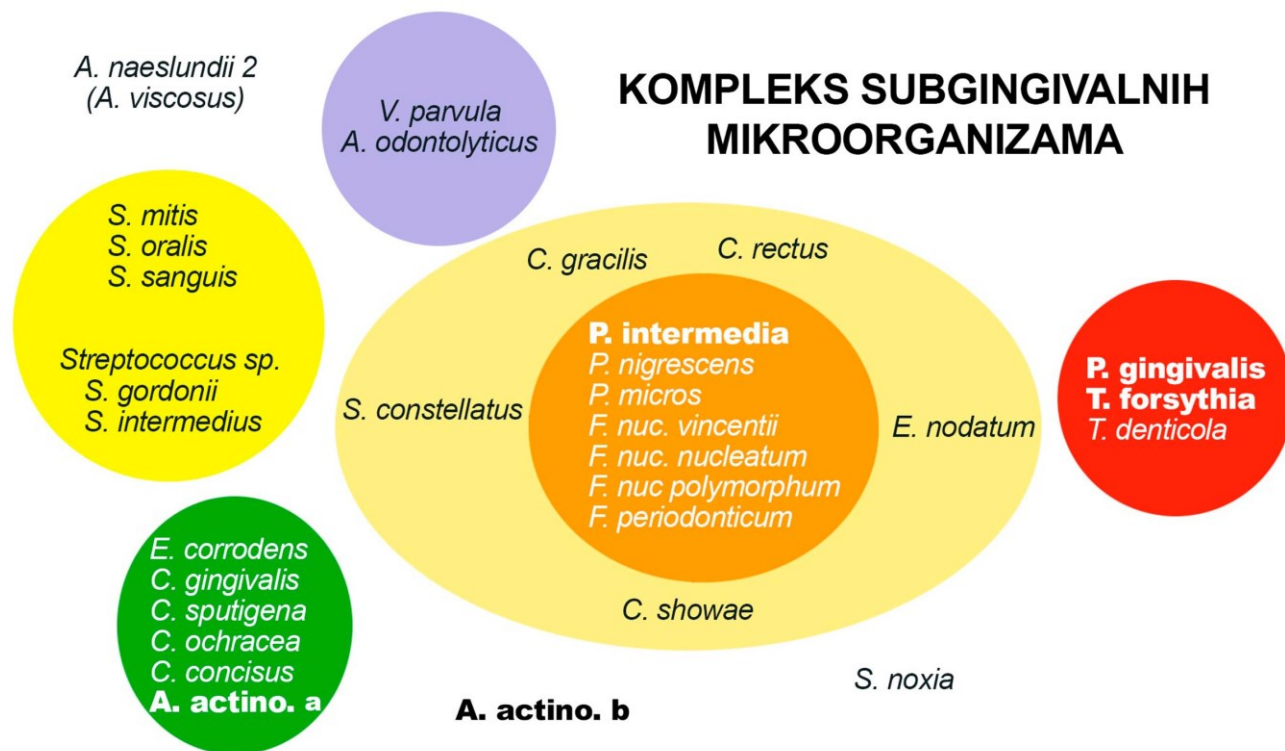 KOMPLEKS SUBGINGIVALNIH
MIKROORGANIZAMA
A. naeslundii 2
(A. viscosus)
V. parvula
A. odontolyticus
S. mitis
S. oralis
S. sanguis
Streptococcus sp.
S. gordonii
S. intermedius
E. corrodens
C. gingivalis
C. sputigena
C. ochracea
C. concisus
A. actino. a
C. gracilis
C. rectus
S. constellatus
P. intermedia
P. nigrescens
P. micros
F. nuc. vincentii
F. nuc. nucleatum
F. nuc polymorphum
F. periodonticum
E. nodatum
C. showae
P. gingivalis
T. forsythia
T. denticola
S. noxia
A. actino. b